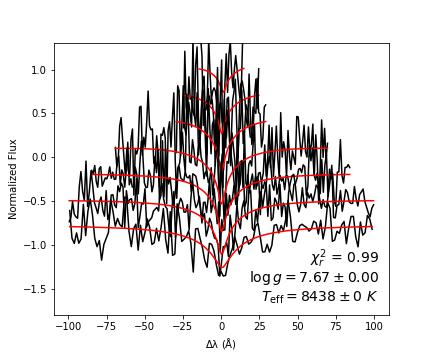 1.0
0.5
0.0
−0.5
−1.0
−1.5
Normalized Flux
χ²ᵣ = 0.99
log g = 7.67 ± 0.00
T_eff = 8438 ± 0 K
−100 −75 −50 −25 0 25 50 75 100
Δλ (Å)